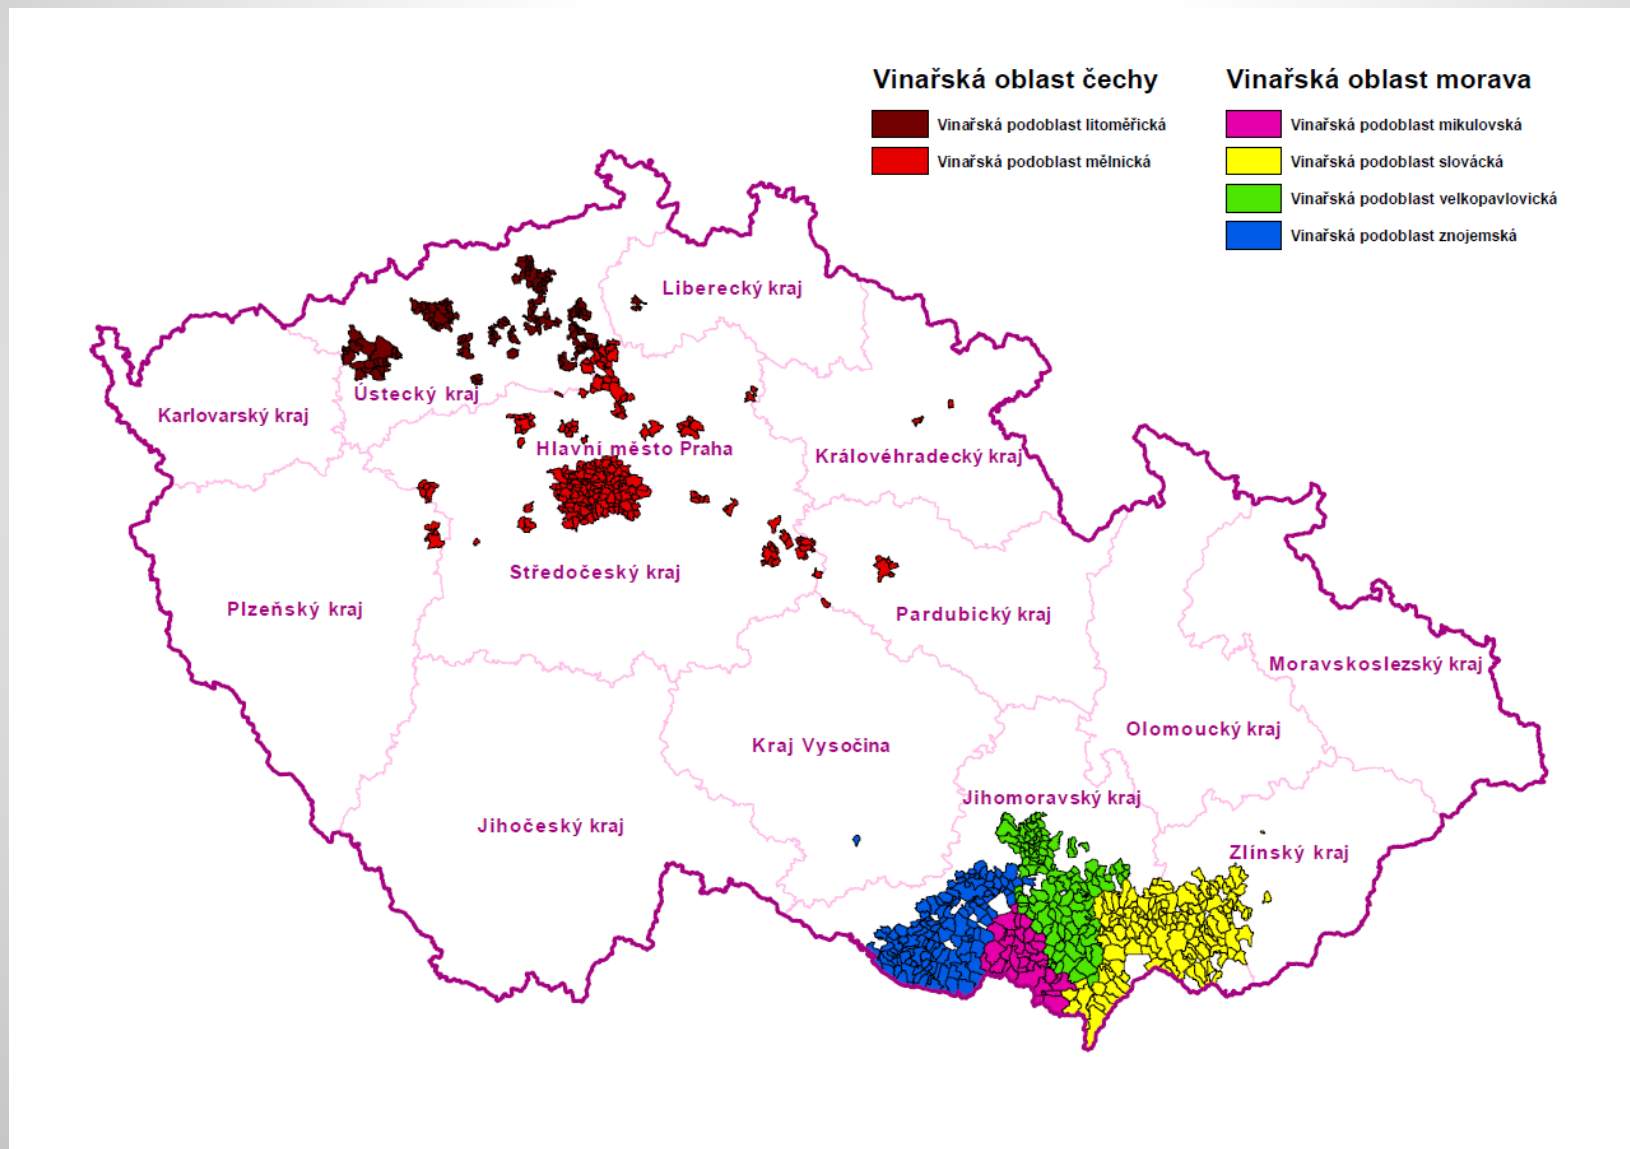 Vinařská oblast čechy
Vinařská podoblast litoměřická
Vinařská podoblast mělnická
Vinařská oblast morava
Vinařská podoblast mikulovská
Vinařská podoblast slovácká
Vinařská podoblast velkopavlovická
Vinařská podoblast znojemská
Liberecký kraj
Ústecký kraj
Karlovarský kraj
Hlavní město Praha
Královéhradecký kraj
Středočeský kraj
Plzeňský kraj
Pardubický kraj
Moravskoslezský kraj
Olomoucký kraj
Kraj Vysočina
Jihomoravský kraj
Jihočeský kraj
Zlínský kraj